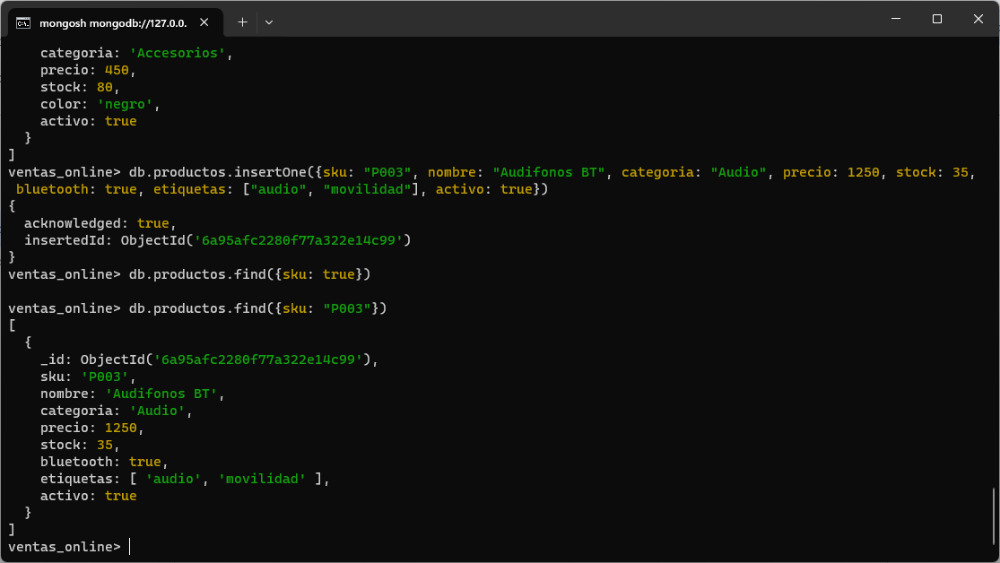 mongosh mongodb://127.0.0.
categoria: 'Accesorios',
precio: 450,
stock: 80,
color: 'negro',
activo: true
}
]
ventas_online> db.productos.insertOne({sku: "P003", nombre: "Audifonos BT", categoria: "Audio", precio: 1250, stock: 35,
bluetooth: true, etiquetas: ["audio", "movilidad"], activo: true})
{
acknowledged: true,
insertedId: ObjectId('6a95afc2280f77a322e14c99')
}
ventas_online> db.productos.find({sku: true})
ventas_online> db.productos.find({sku: "P003"})
[
{
_id: ObjectId('6a95afc2280f77a322e14c99'),
sku: 'P003',
nombre: 'Audifonos BT',
categoria: 'Audio',
precio: 1250,
stock: 35,
bluetooth: true,
etiquetas: [ 'audio', 'movilidad' ],
activo: true
}
]
ventas_online>